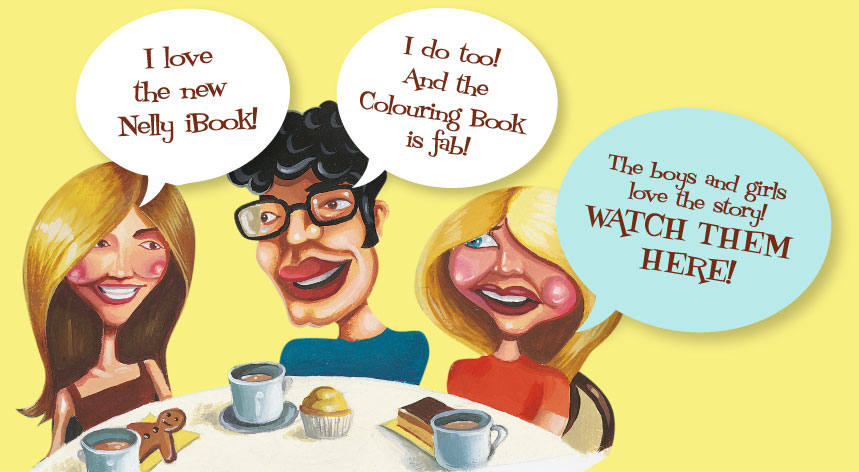 I love
the new
Nelly iBook!
I do too!
And the
Colouring Book
is fab!
The boys and girls
love the story!
WATCH THEM
HERE!